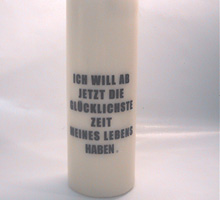 ICH WILL AB
JETZT DIE
GLÜCKLICHSTE
ZEIT
MEINES LEBENS
HABEN.